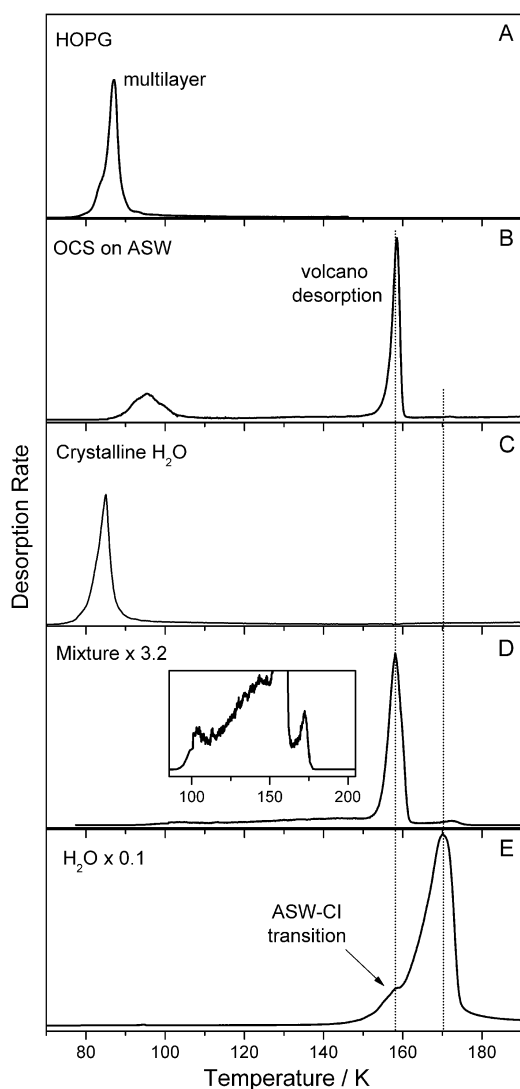 A
HOPG
multilayer
B
OCS on ASW
volcano
desorption
C
Crystalline H₂O
Desorption Rate
D
Mixture x 3.2
100 150 200
E
H₂O x 0.1
ASW-CI
transition
80 100 120 140 160 180
Temperature / K